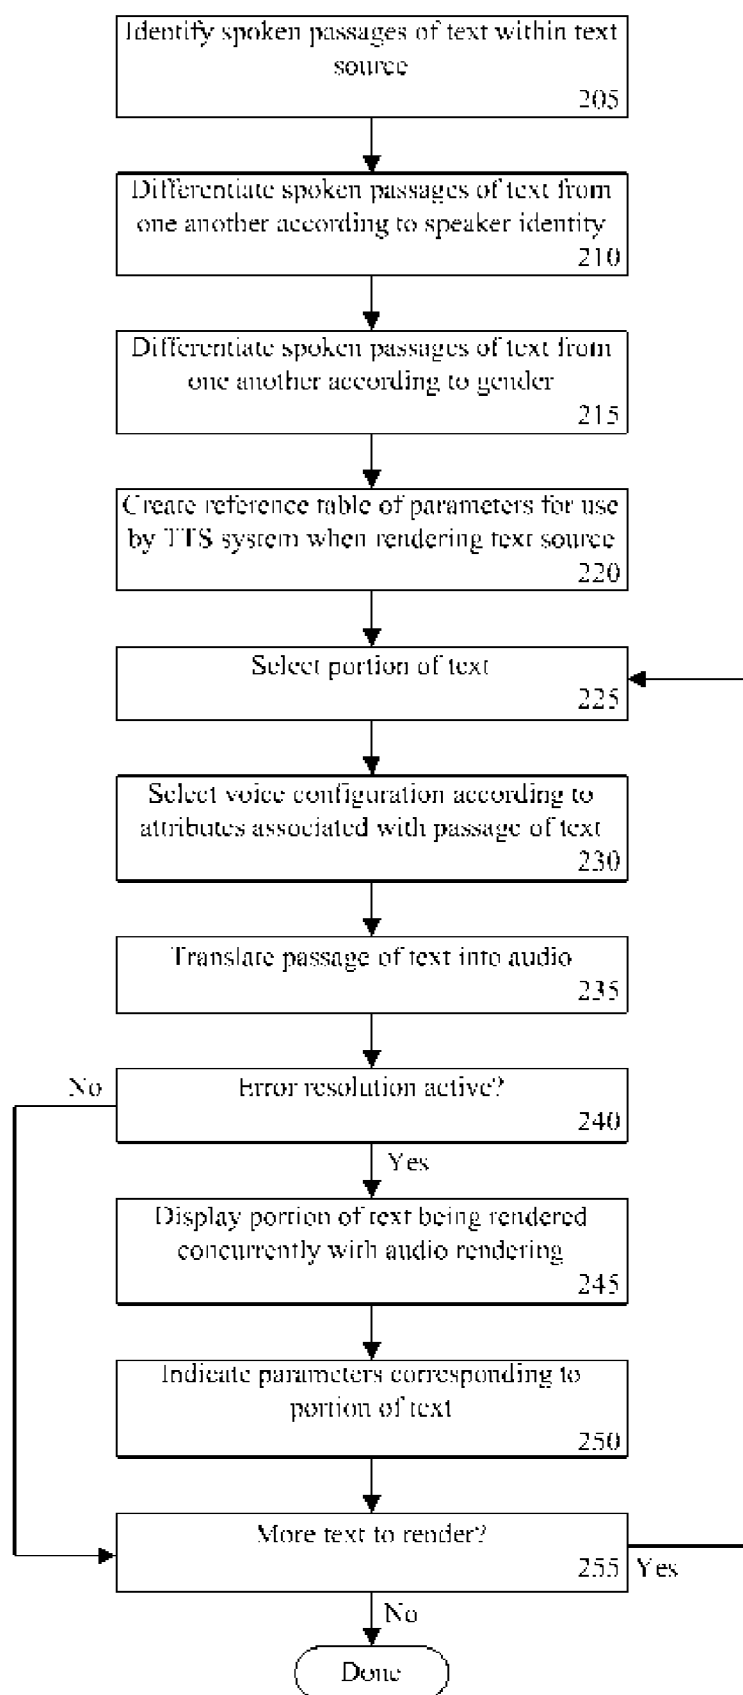 Identify spoken passages of text within text
source
205
Differentiate spoken passages of text from
one another according to speaker identity
210
Differentiate spoken passages of text from
one another according to gender
215
Create reference table of parameters for use
by TTS system when rendering text source
220
Select portion of text
225
Select voice configuration according to
attributes associated with passage of text
230
Translate passage of text into audio
235
No
Error resolution active?
240
Yes
Display portion of text being rendered
concurrently with audio rendering
245
Indicate parameters corresponding to
portion of text
250
More text to render?
255
Yes
No
Done